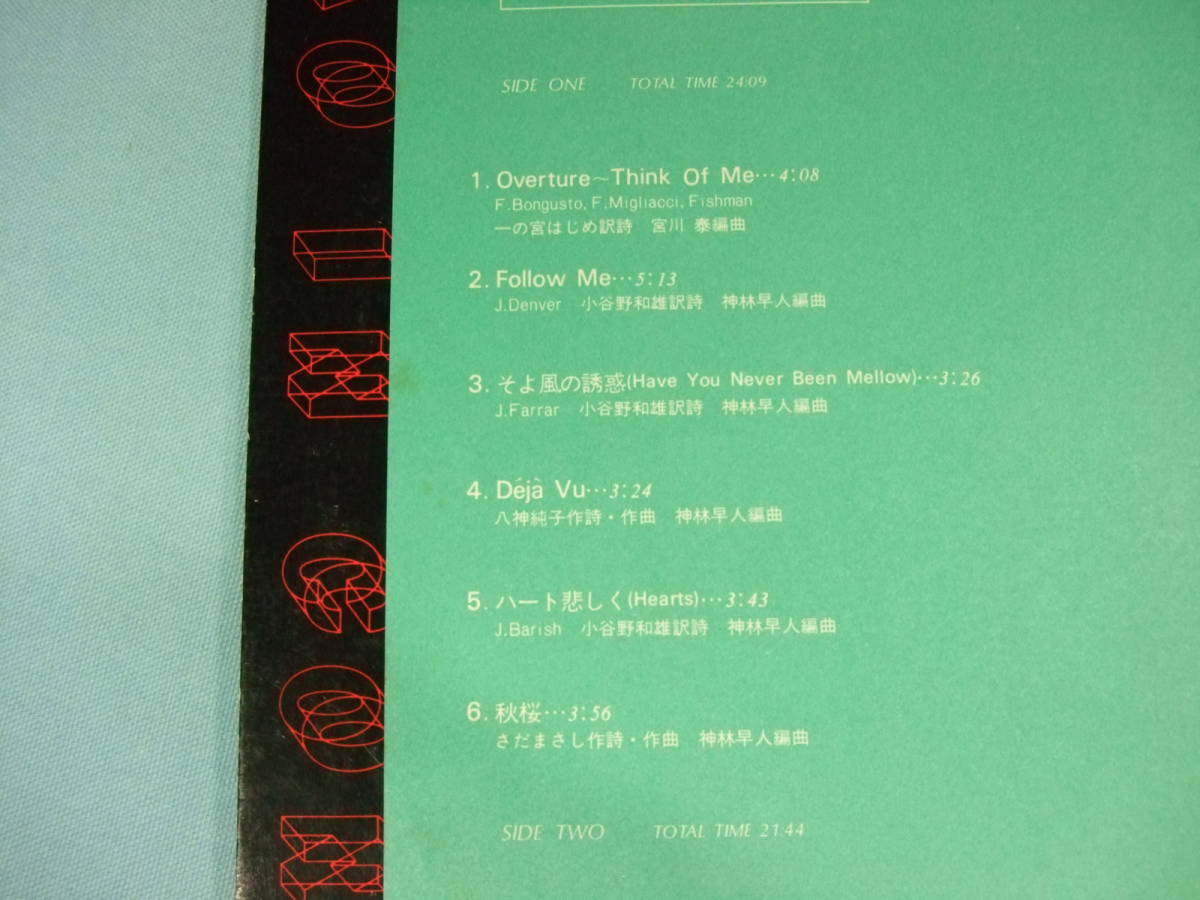 SIDE ONE TOTAL TIME 24:09
1. Overture～Think Of Me…4:08
F.Bongusto, F.Migliacci, Fishman
一の宮はじめ訳詩 宮川 泰編曲
2. Follow Me…5:13
J.Denver 小谷野和雄訳詩 神林早人編曲
3. そよ風の誘惑(Have You Never Been Mellow)…3:26
J.Farrar 小谷野和雄訳詩 神林早人編曲
4. Déjà Vu…3:24
八神純子作詩・作曲 神林早人編曲
5. ハート悲しく(Hearts)…3:43
J.Barish 小谷野和雄訳詩 神林早人編曲
6. 秋桜…3:56
さだまさし作詩・作曲 神林早人編曲
SIDE TWO TOTAL TIME 21:44